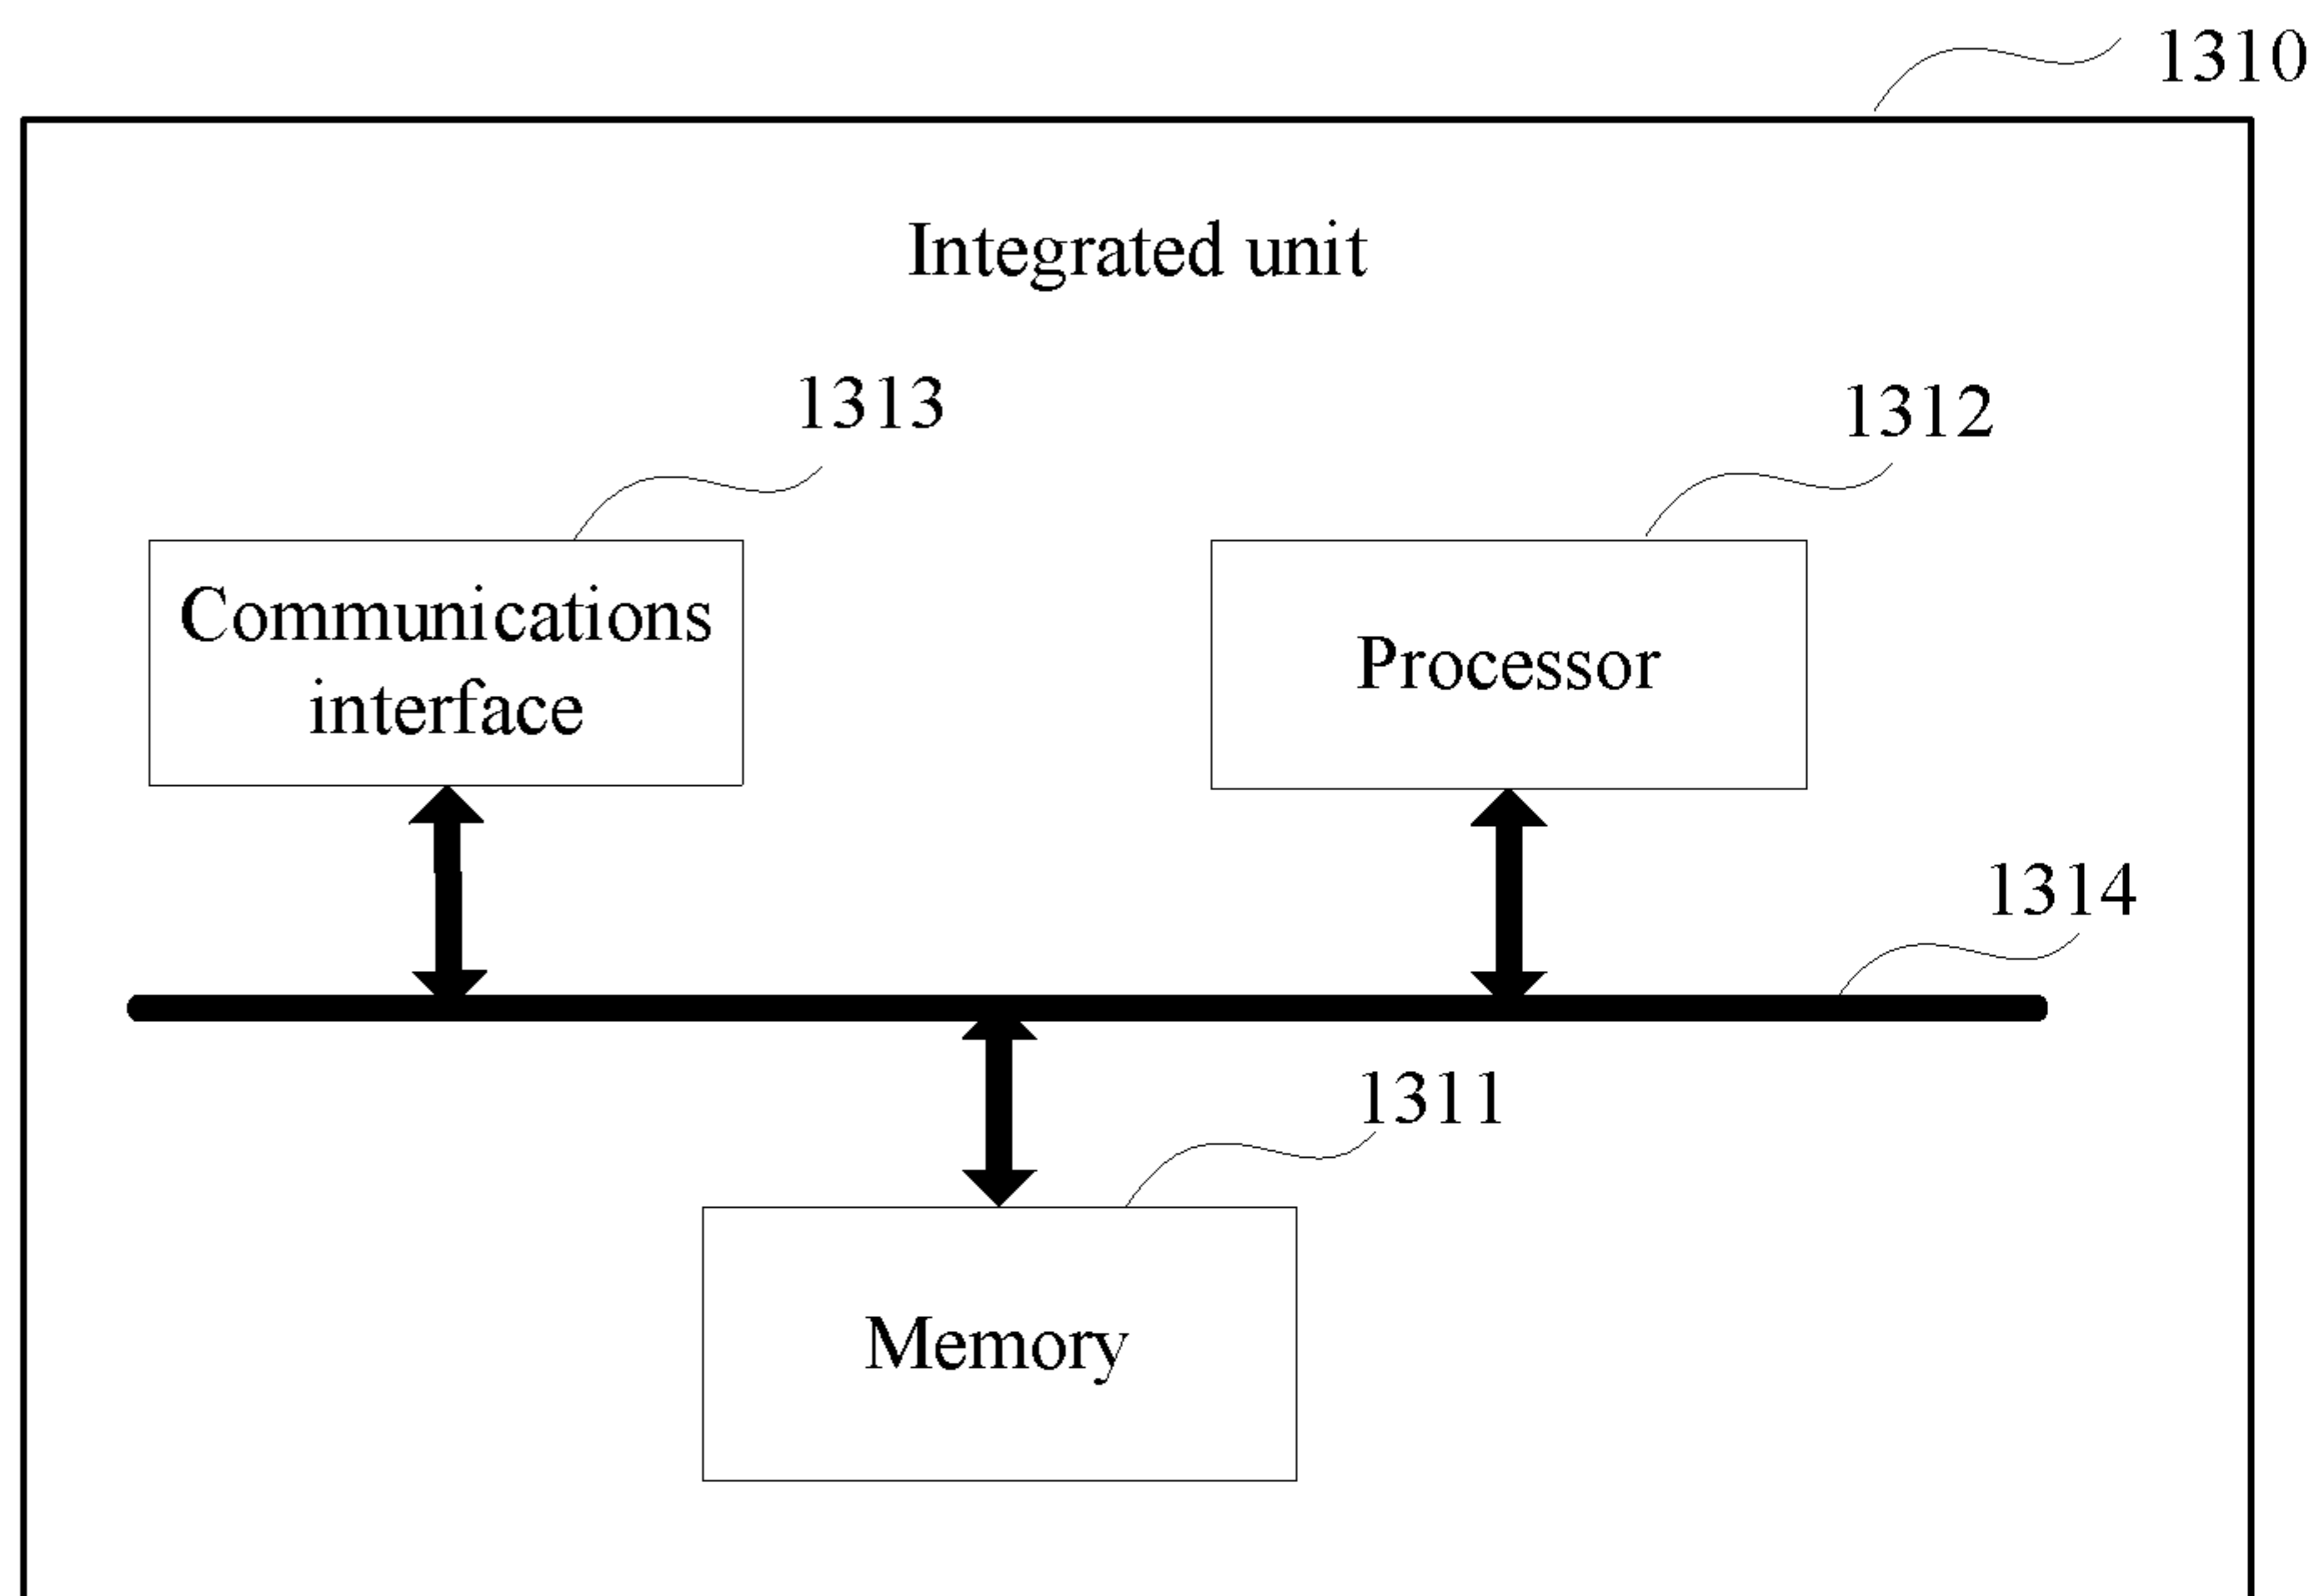 1310
Integrated unit
1313
1312
Communications
interface
Processor
1314
1311
Memory